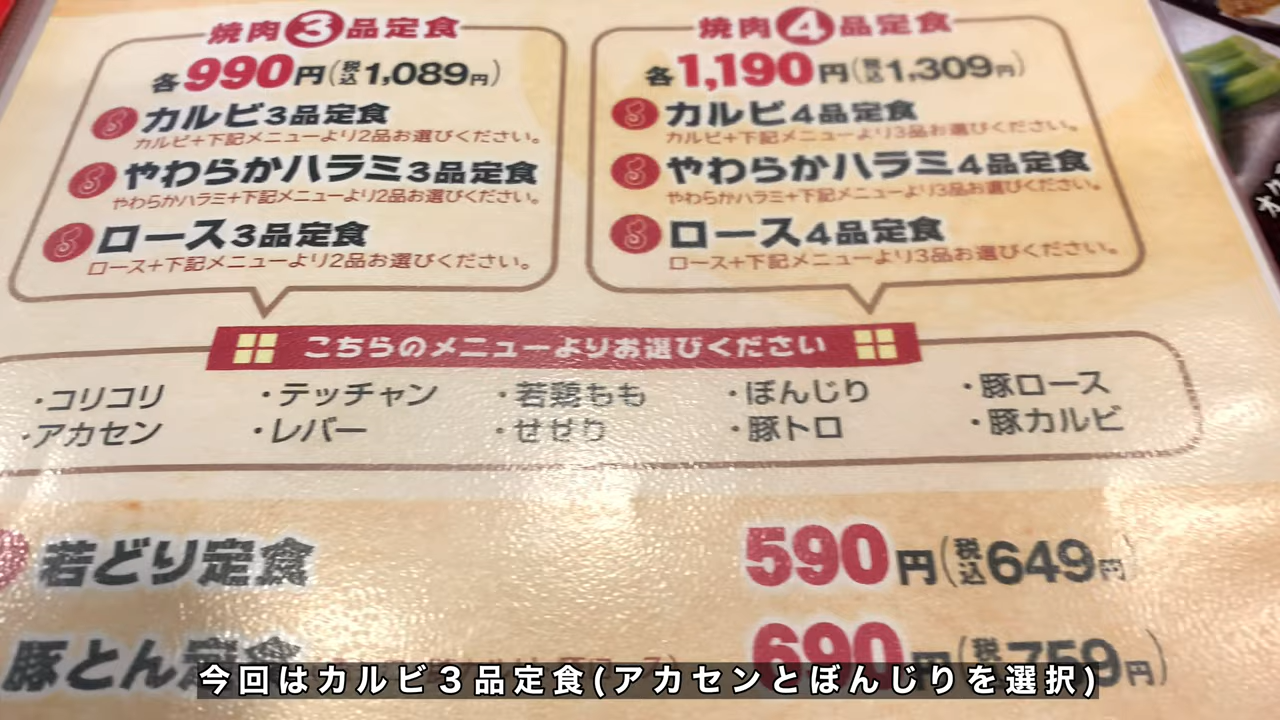 焼肉3品定食
各990円(税込1,089円)
カルビ3品定食
カルビ+下記メニューより2品お選びください。
やわらかハラミ3品定食
やわらかハラミ+下記メニューより2品お選びください。
ロース3品定食
ロース+下記メニューより2品お選びください。
焼肉4品定食
各1,190円(税込1,309円)
カルビ4品定食
カルビ+下記メニューより3品お選びください。
やわらかハラミ4品定食
やわらかハラミ+下記メニューより3品お選びください。
ロース4品定食
ロース+下記メニューより3品お選びください。
こちらのメニューよりお選びください
・コリコリ ・テッチャン ・若鶏もも ・ぼんじり ・豚ロース
・アカセン ・レバー ・せせり ・豚トロ ・豚カルビ
若どり定食 590円(税込649円)
豚とん定食 690円(税込759円)
今回はカルビ３品定食(アカセンとぼんじりを選択)